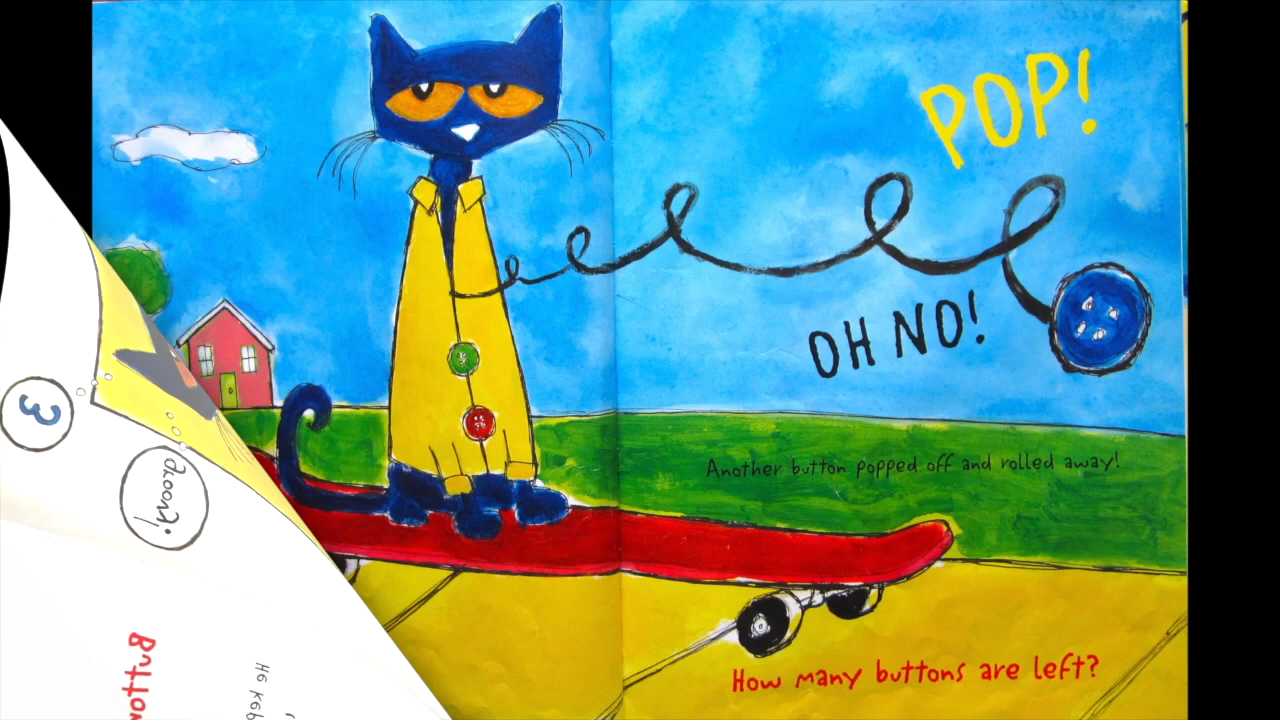 POP!
OH NO!
Another button popped off and rolled away!
How many buttons are left?
3